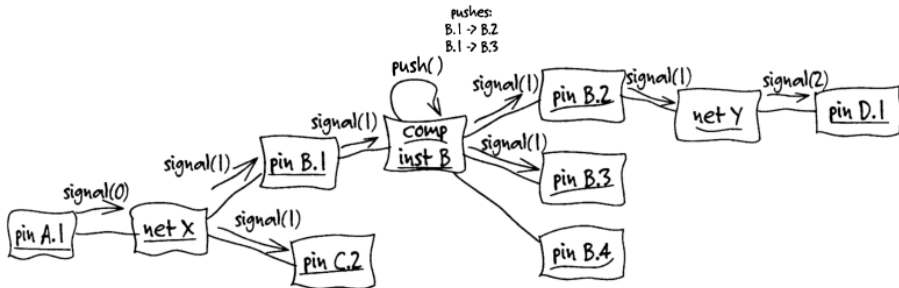 pushes:
B.1 -> B.2
B.1 -> B.3
push()
signal(1)
pin B.2
signal(1)
signal(2)
net Y
pin D.1
signal(1)
comp
inst B
signal(1)
signal(1)
pin B.1
pin B.3
signal(0)
signal(1)
pin A.1
net X
pin C.2
pin B.4